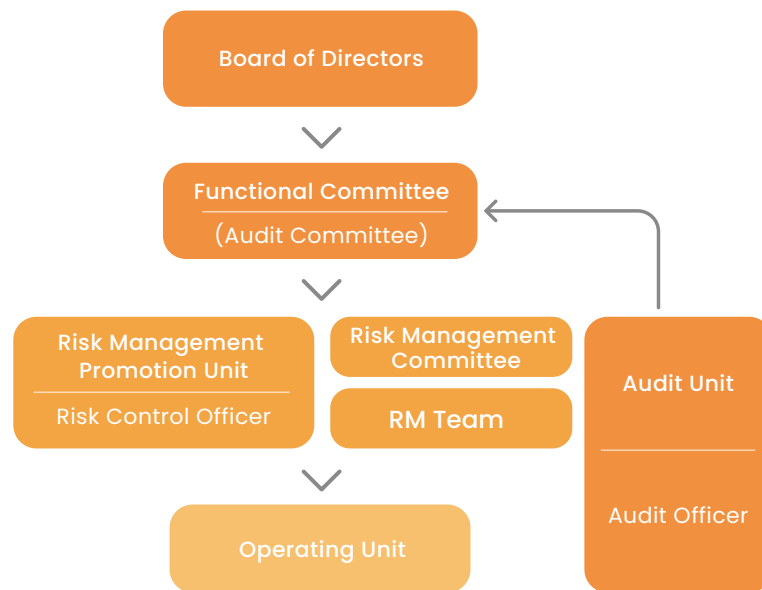 Board of Directors
Functional Committee
(Audit Committee)
Risk Management
Promotion Unit
Risk Control Officer
Risk Management
Committee
RM Team
Audit Unit
Audit Officer
Operating Unit